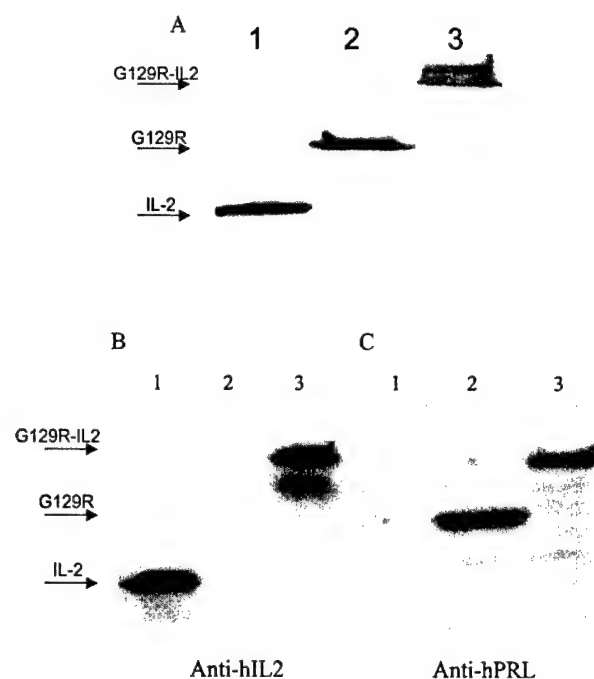 A
1 2 3
G129R-IL2
G129R
IL-2
B C
1 2 3 1 2 3
G129R-IL2
G129R
IL-2
Anti-hIL2 Anti-hPRL